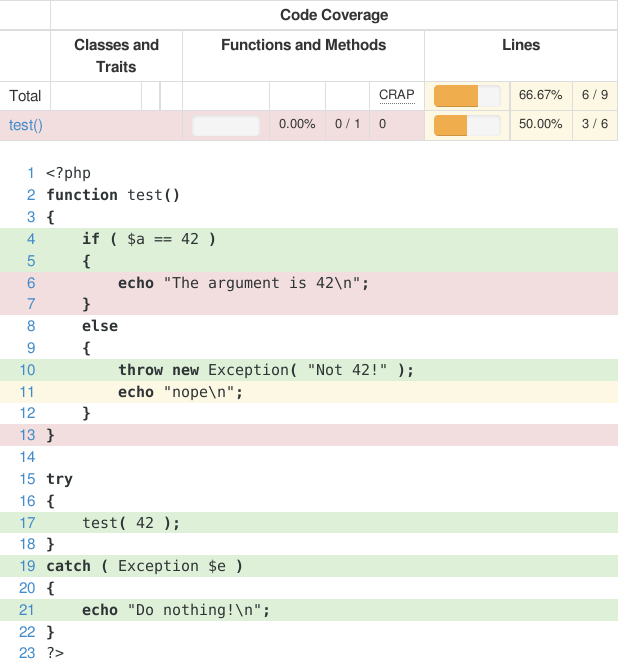 Code Coverage
Classes and Traits Functions and Methods Lines
Total CRAP 66.67% 6 / 9
test() 0.00% 0 / 1 0 50.00% 3 / 6
1 <?php
2 function test()
3 {
4     if ( $a == 42 )
5     {
6         echo "The argument is 42\n";
7     }
8     else
9     {
10         throw new Exception( "Not 42!" );
11         echo "nope\n";
12     }
13 }
14
15 try
16 {
17     test( 42 );
18 }
19 catch ( Exception $e )
20 {
21     echo "Do nothing!\n";
22 }
23 ?>